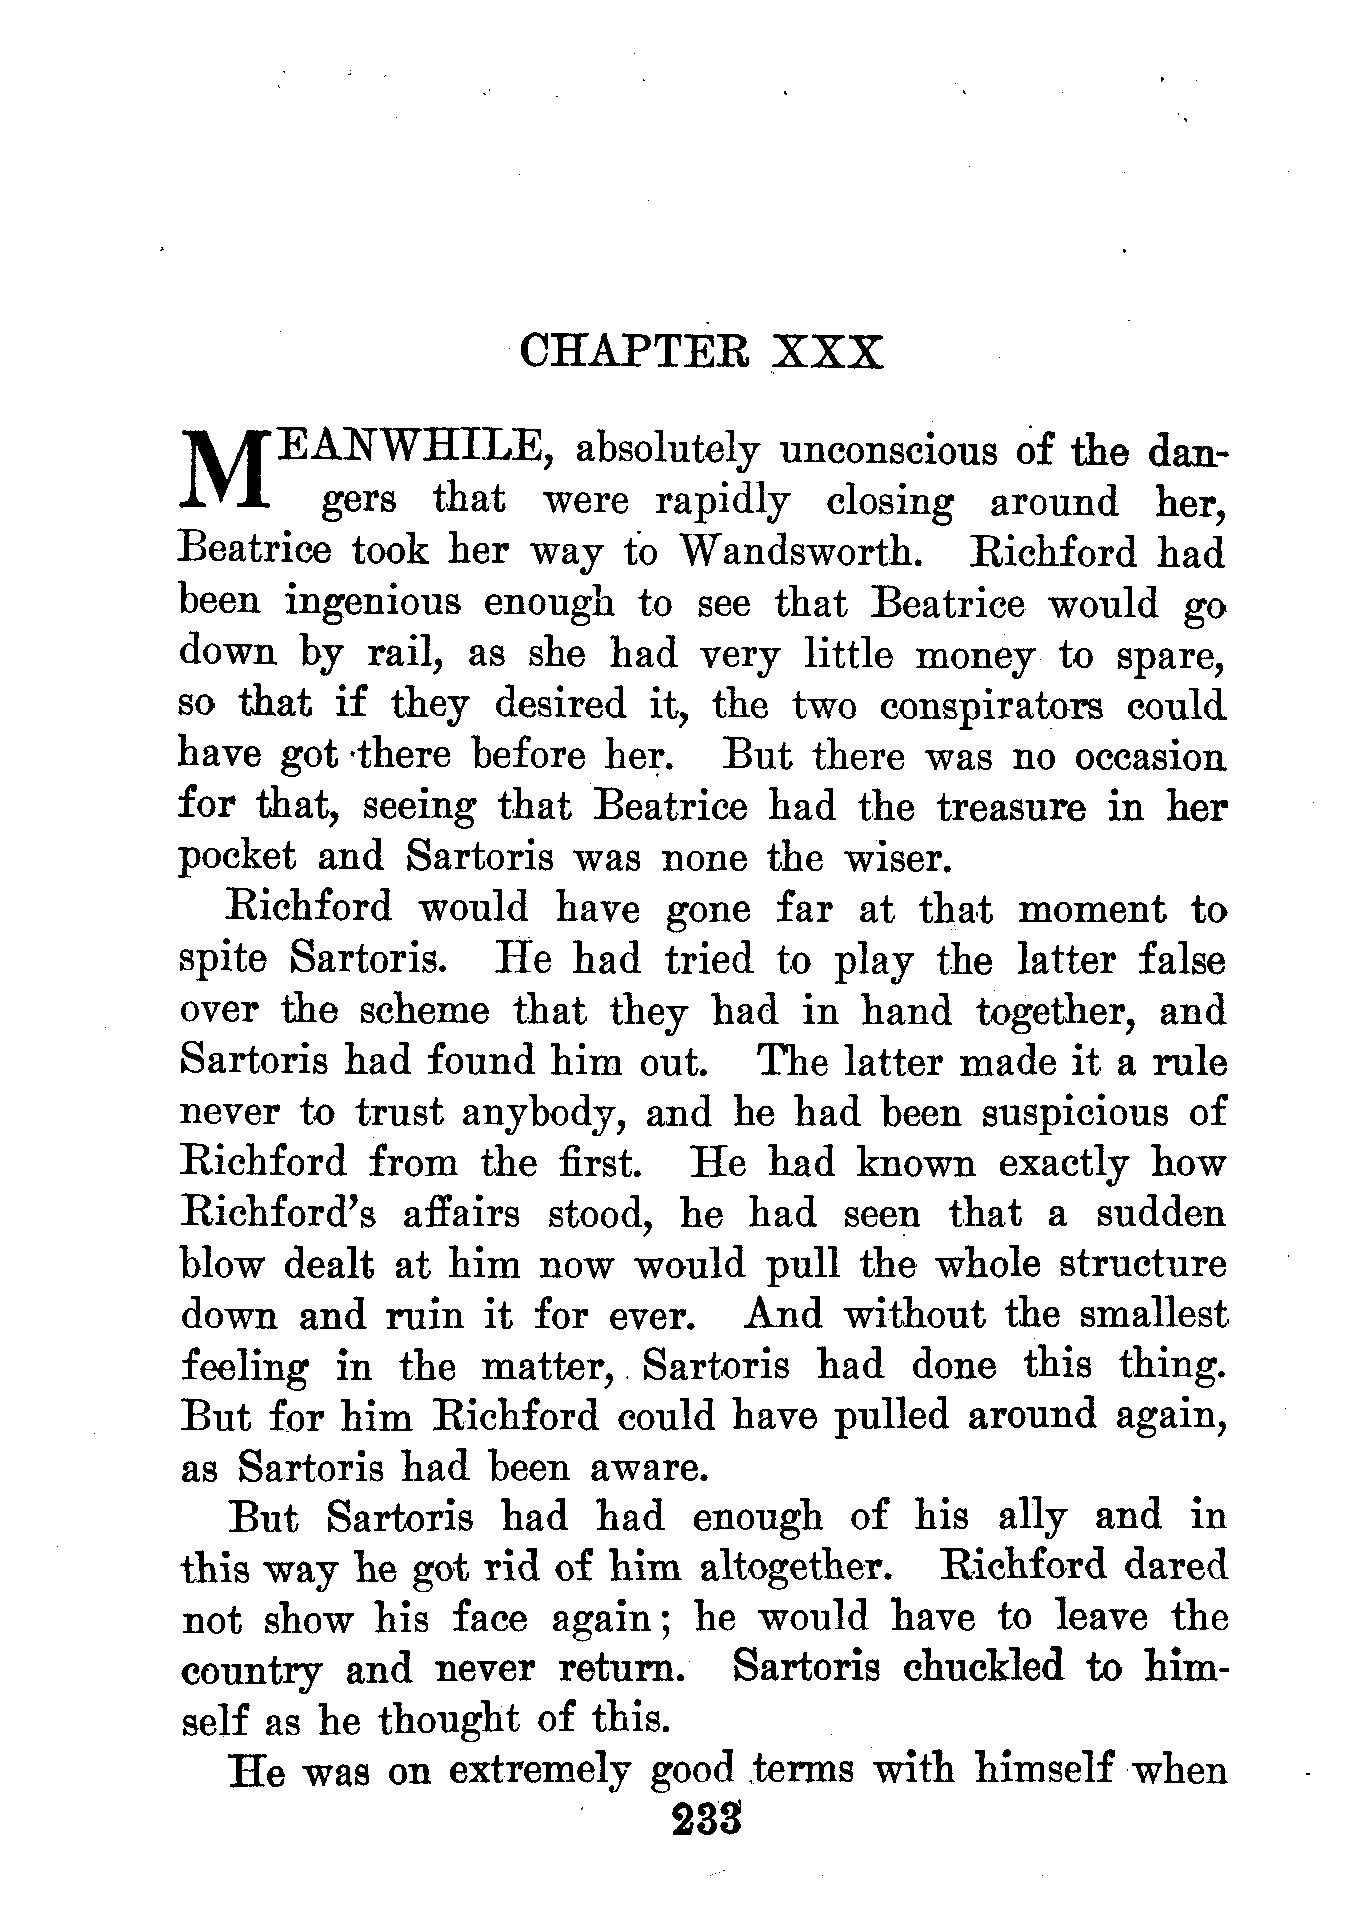 CHAPTER XXX
MEANWHILE, absolutely unconscious of the dan-
gers that were rapidly closing around her,
Beatrice took her way to Wandsworth. Richford had
been ingenious enough to see that Beatrice would go
down by rail, as she had very little money to spare,
so that if they desired it, the two conspirators could
have got there before her. But there was no occasion
for that, seeing that Beatrice had the treasure in her
pocket and Sartoris was none the wiser.
Richford would have gone far at that moment to
spite Sartoris. He had tried to play the latter false
over the scheme that they had in hand together, and
Sartoris had found him out. The latter made it a rule
never to trust anybody, and he had been suspicious of
Richford from the first. He had known exactly how
Richford's affairs stood, he had seen that a sudden
blow dealt at him now would pull the whole structure
down and ruin it for ever. And without the smallest
feeling in the matter, Sartoris had done this thing.
But for him Richford could have pulled around again,
as Sartoris had been aware.
But Sartoris had had enough of his ally and in
this way he got rid of him altogether. Richford dared
not show his face again; he would have to leave the
country and never return. Sartoris chuckled to him-
self as he thought of this.
He was on extremely good terms with himself when
233